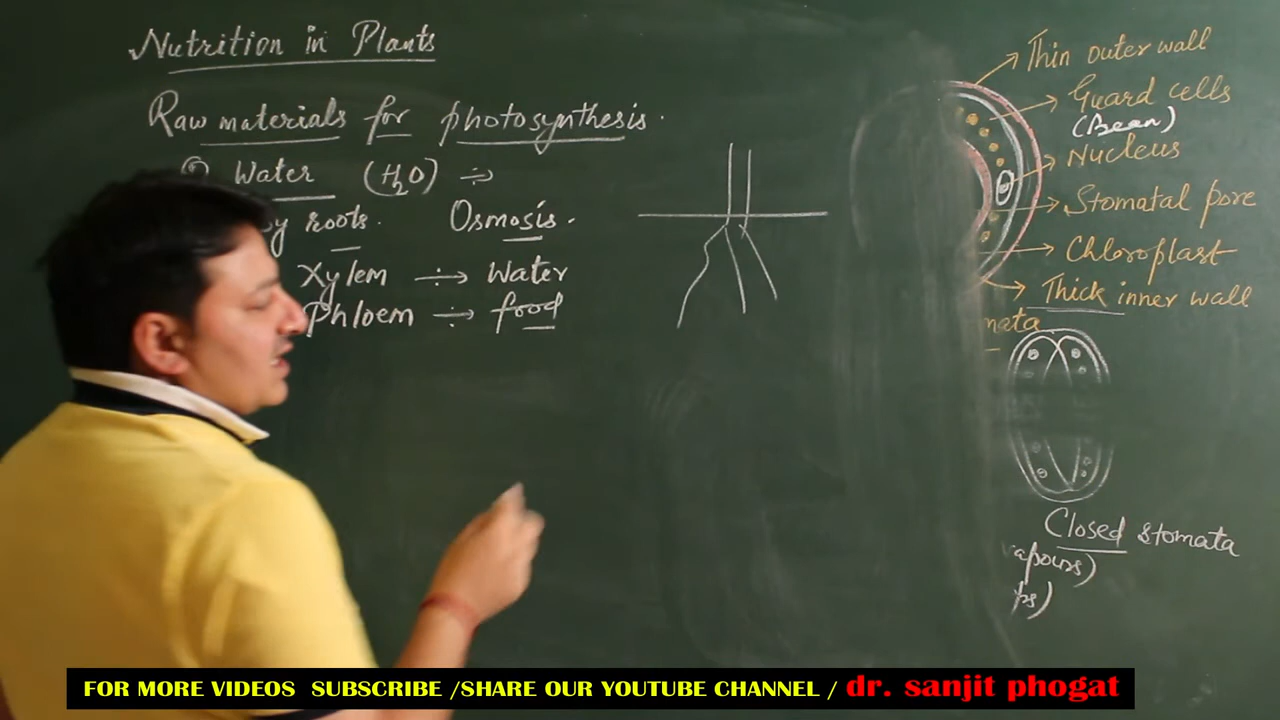 Nutrition in Plants
Raw materials for photosynthesis.
Water (H2O) ÷
by roots. Osmosis.
Xylem ÷→ Water
Phloem ÷→ food
Thin outer wall
Guard cells
(Bean)
Nucleus
Stomatal pore
Chloroplast
Thick inner wall
Closed stomata
FOR MORE VIDEOS SUBSCRIBE /SHARE OUR YOUTUBE CHANNEL / dr. sanjit phogat